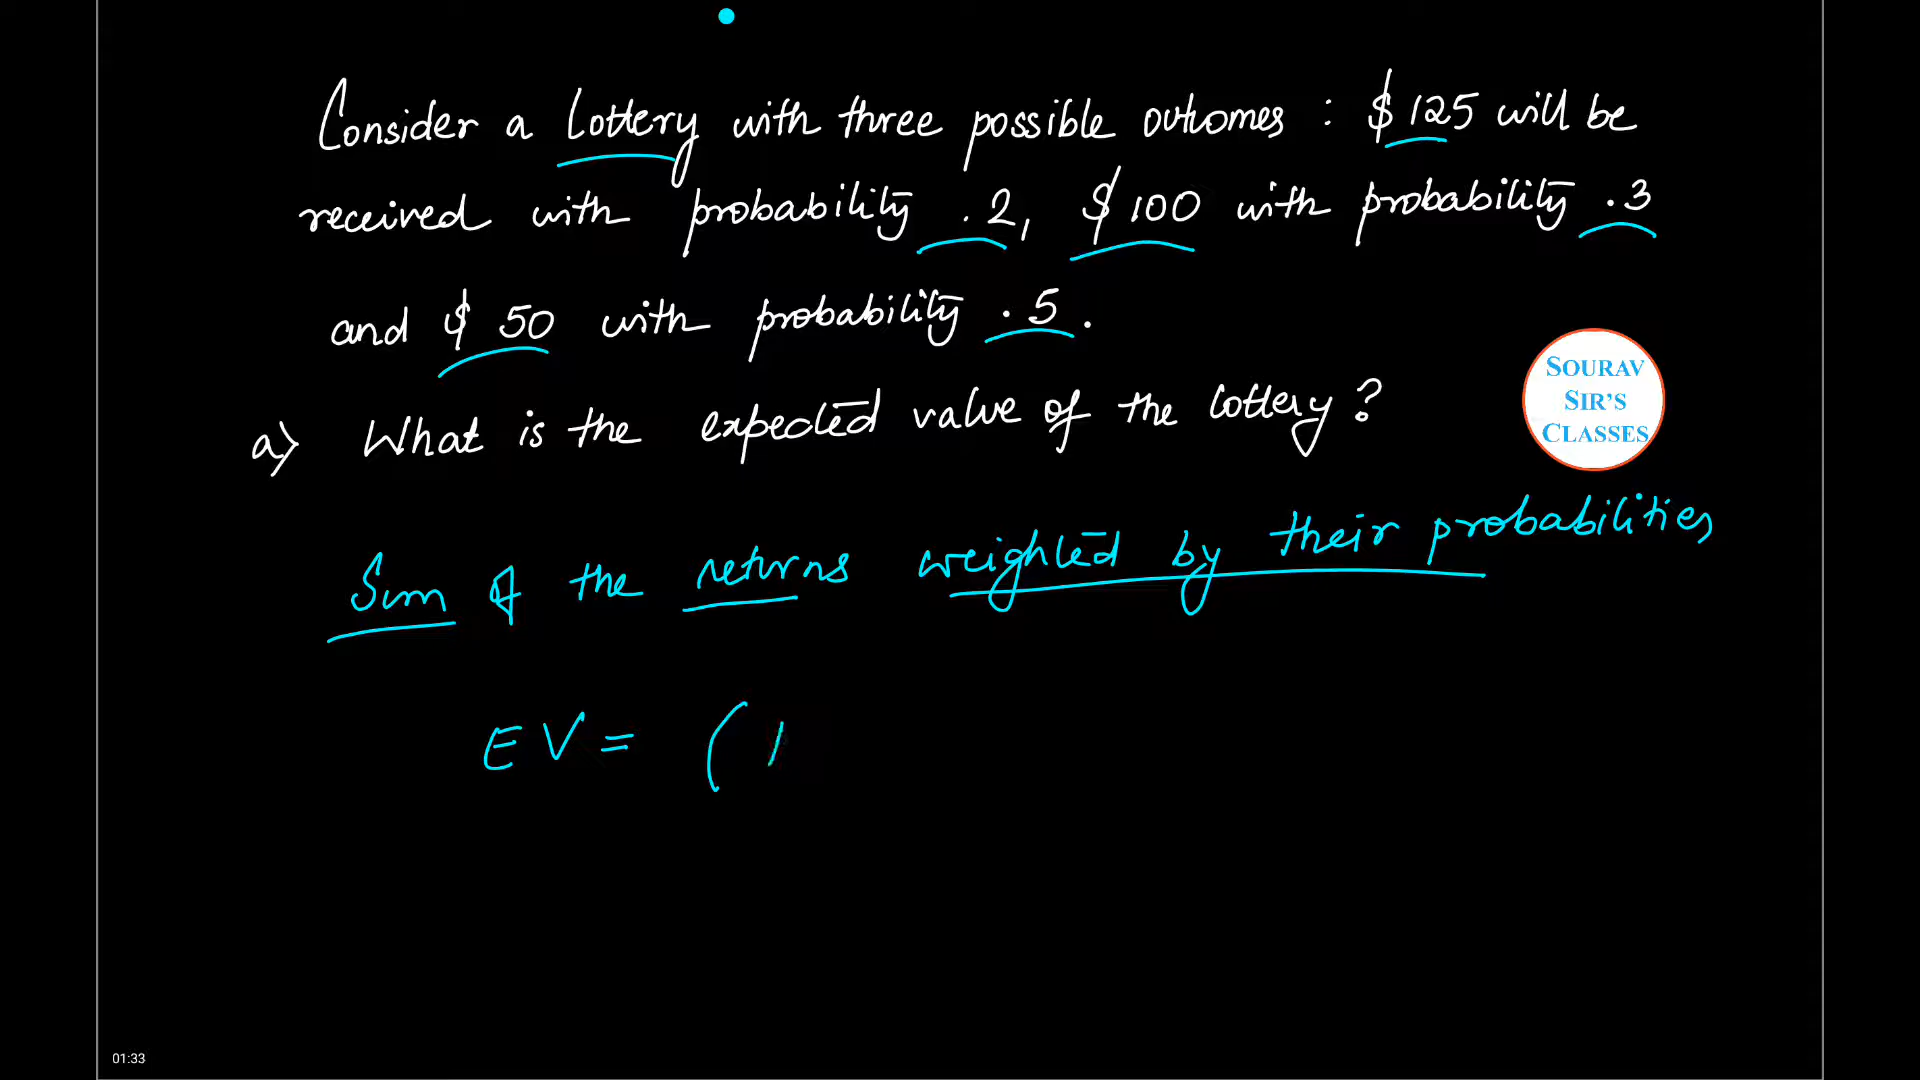 Consider a Lottery with three possible outcomes : $ 125 will be
received with probability .2, $ 100 with probability .3
and $ 50 with probability .5.
SOURAV
SIR'S
CLASSES
a) What is the expected value of the lottery?
Sum of the returns weighted by their probabilities
EV = ( 1
01:33